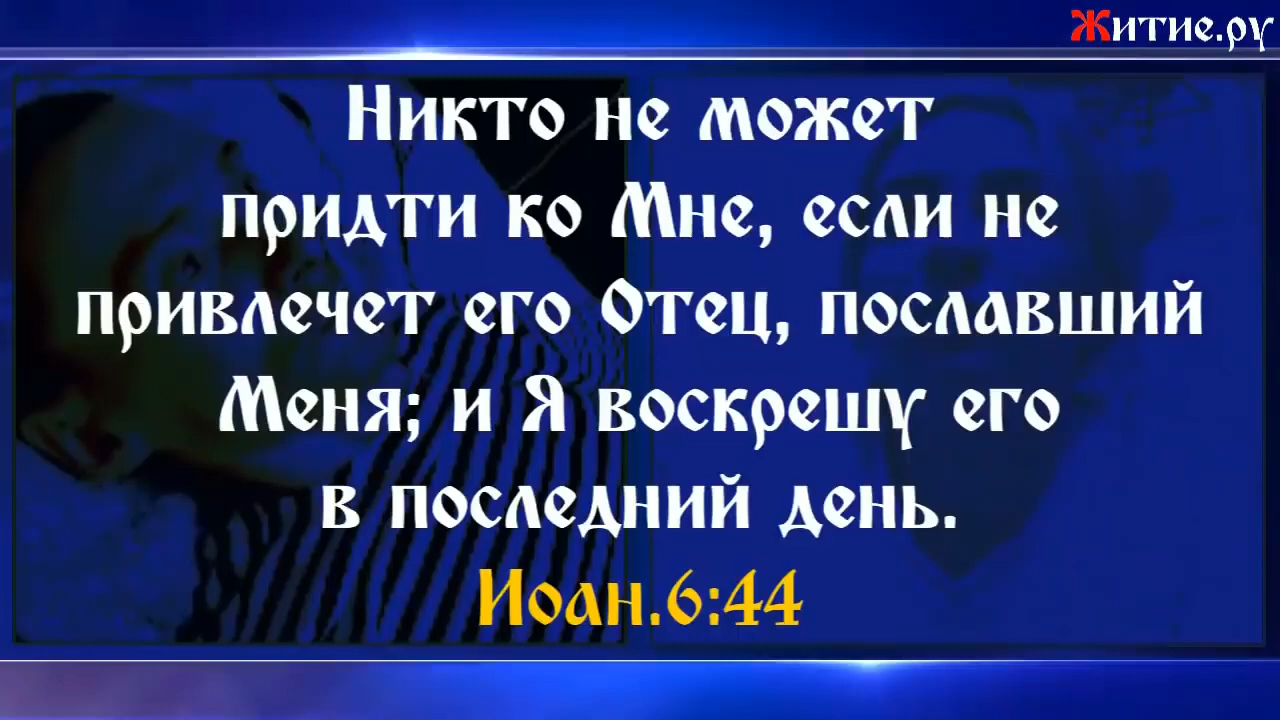 Житие.ру
Никто не может
придти ко Мне, если не
привлечет его Отец, пославший
Меня; и Я воскрешу его
в последний день.
Иоан.6:44